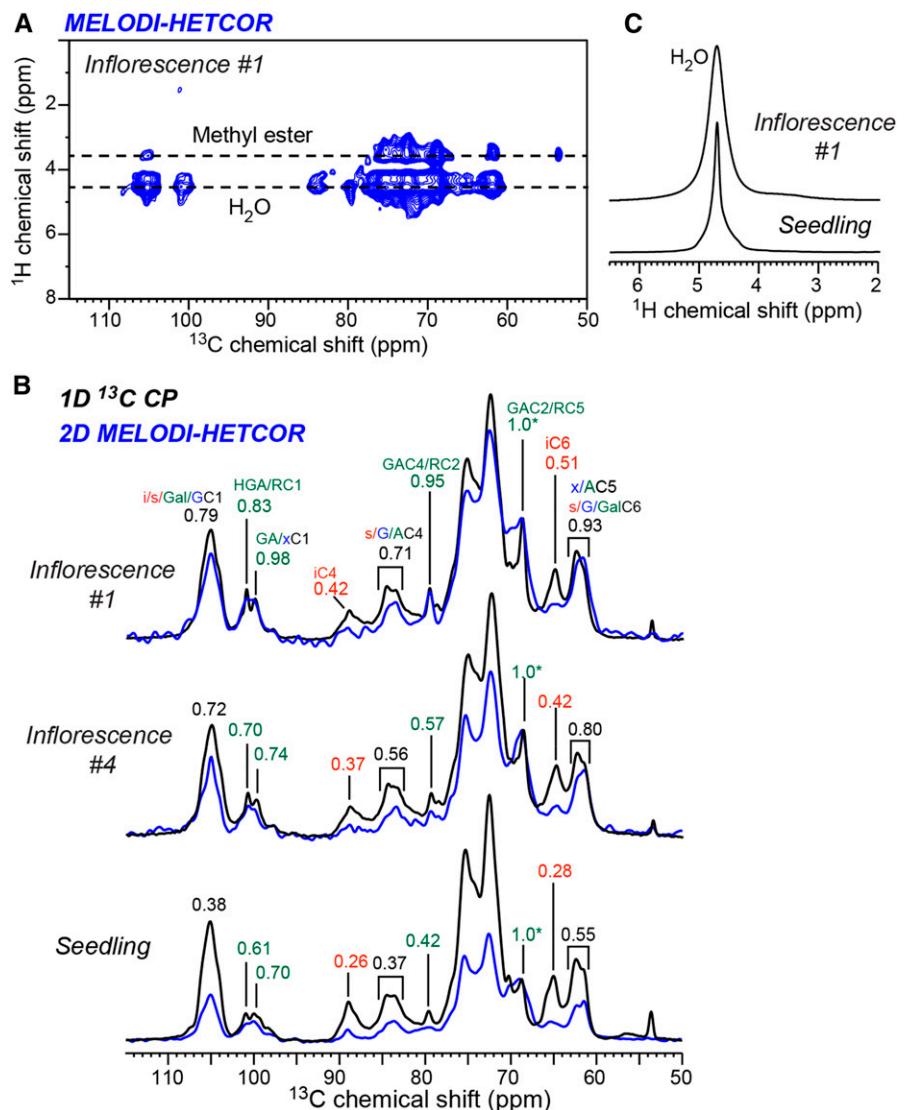 A
MELODI-HETCOR
Inflorescence #1
Methyl ester
H₂O
0
2
4
6
8
¹H chemical shift (ppm)
110 100 90 80 70 60 50
¹³C chemical shift (ppm)
C
H₂O
Inflorescence
#1
Seedling
6 5 4 3 2
¹H chemical shift (ppm)
B
1D ¹³C CP
2D MELODI-HETCOR
i/s/Gal/GC1
0.79
HGA/RC1
0.83
GA/xC1
0.98
iC4
0.42
s/G/AC4
0.71
GAC4/RC2
0.95
GAC2/RC5
1.0*
iC6
0.51
x/AC5
s/G/GalC6
0.93
Inflorescence
#1
0.72
0.70
0.74
0.37
0.56
0.57
1.0*
0.42
0.80
Inflorescence
#4
0.38
0.61
0.70
0.26
0.37
0.42
1.0*
0.28
0.55
Seedling
110 100 90 80 70 60 50
¹³C chemical shift (ppm)